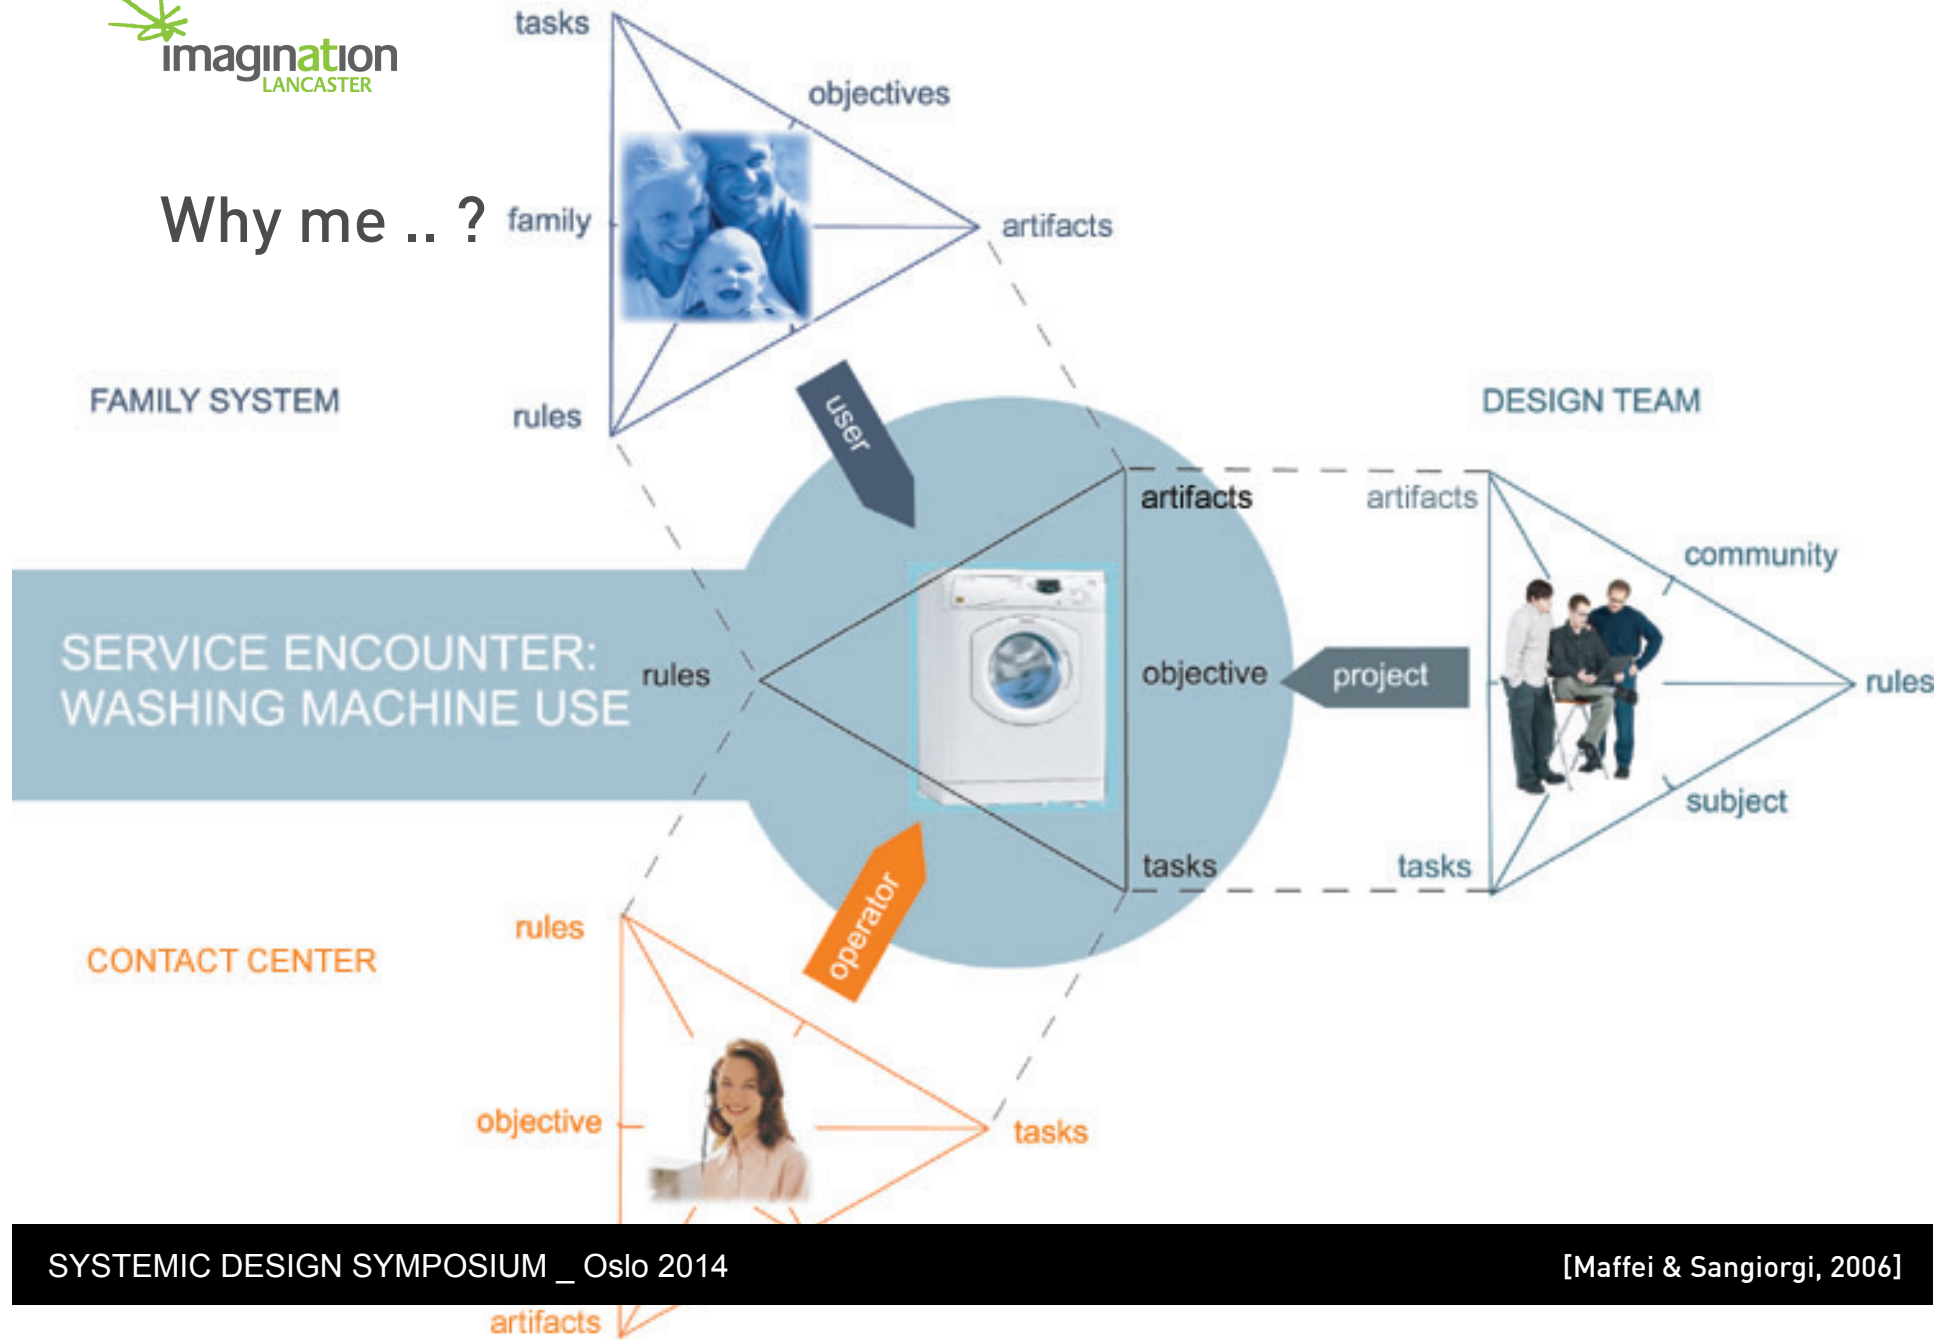 imagination
LANCASTER
tasks
objectives
Why me .. ?
family
artifacts
FAMILY SYSTEM
rules
user
DESIGN TEAM
artifacts
artifacts
community
SERVICE ENCOUNTER:
WASHING MACHINE USE
rules
objective
project
rules
subject
tasks
tasks
operator
rules
CONTACT CENTER
objective
tasks
SYSTEMIC DESIGN SYMPOSIUM _ Oslo 2014
[Maffei & Sangiorgi, 2006]
artifacts